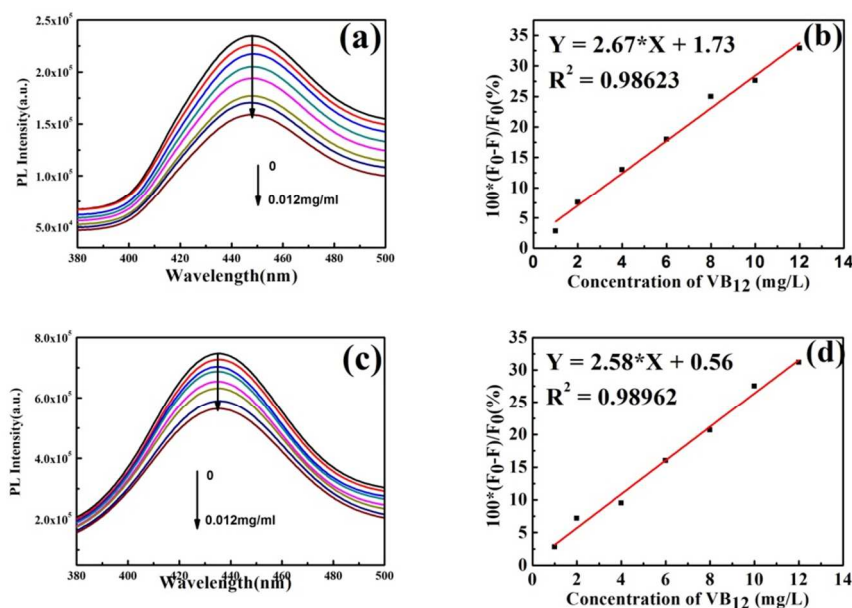 (a)
2.5x10⁵
2.0x10⁵
1.5x10⁵
1.0x10⁵
5.0x10⁴
PL Intensity(a.u.)
0
0.012mg/ml
380 400 420 440 460 480 500
Wavelength(nm)
(b)
Y = 2.67*X + 1.73
R² = 0.98623
35
30
25
20
15
10
5
0
100*(F₀-F)/F₀(%)
0 2 4 6 8 10 12 14
Concentration of VB₁₂ (mg/L)
(c)
8.0x10⁵
6.0x10⁵
4.0x10⁵
2.0x10⁵
PL Intensity(a.u.)
0
0.012mg/ml
380 400 420 440 460 480 500
Wavelength(nm)
(d)
Y = 2.58*X + 0.56
R² = 0.98962
35
30
25
20
15
10
5
0
100*(F₀-F)/F₀(%)
0 2 4 6 8 10 12 14
Concentration of VB₁₂ (mg/L)